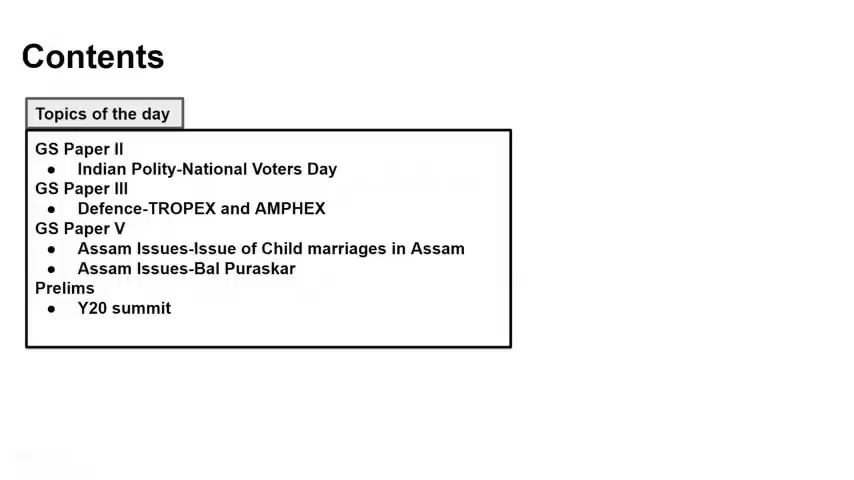 Contents
Topics of the day
GS Paper II
● Indian Polity-National Voters Day
GS Paper III
● Defence-TROPEX and AMPHEX
GS Paper V
● Assam Issues-Issue of Child marriages in Assam
● Assam Issues-Bal Puraskar
Prelims
● Y20 summit